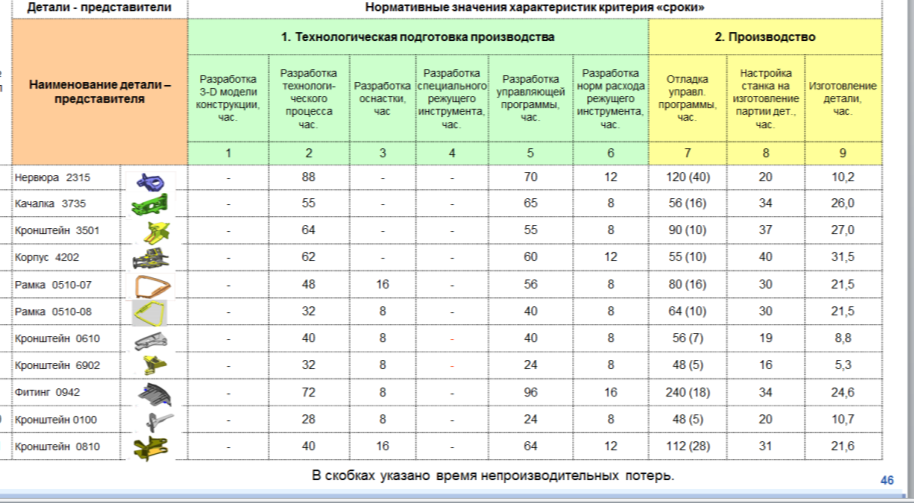 Детали - представители Нормативные значения характеристик критерия «сроки»
1. Технологическая подготовка производства 2. Производство
Наименование детали –
представителя
Разработка
3-D модели
конструкции,
час.
Разработка
технологи-
ческого
процесса
час.
Разработка
оснастки,
час
Разработка
специального
режущего
инструмента,
час.
Разработка
управляющей
программы,
час.
Разработка
норм расхода
режущего
инструмента,
час.
Отладка
управл.
программы,
час.
Настройка
станка на
изготовление
партии дет.,
час.
Изготовление
детали,
час.
1 2 3 4 5 6 7 8 9
Нервюра 2315 - 88 - - 70 12 120 (40) 20 10,2
Качалка 3735 - 55 - - 65 8 56 (16) 34 26,0
Кронштейн 3501 - 64 - - 55 8 90 (10) 37 27,0
Корпус 4202 - 62 - - 60 12 55 (10) 40 31,5
Рамка 0510-07 - 48 16 - 56 8 80 (16) 30 21,5
Рамка 0510-08 - 32 8 - 40 8 64 (10) 30 21,5
Кронштейн 0610 - 40 8 - 40 8 56 (7) 19 8,8
Кронштейн 6902 - 32 8 - 24 8 48 (5) 16 5,3
Фитинг 0942 - 72 8 - 96 16 240 (18) 34 24,6
Кронштейн 0100 - 28 8 - 24 8 48 (5) 20 10,7
Кронштейн 0810 - 40 16 - 64 12 112 (28) 31 21,6
В скобках указано время непроизводительных потерь.
46